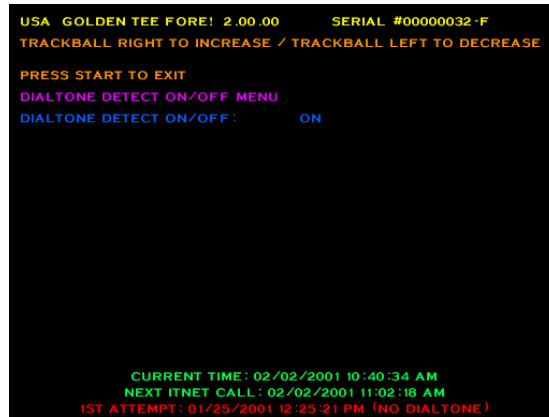 USA GOLDEN TEE FORE! 2.00.00 SERIAL #00000032-F
TRACKBALL RIGHT TO INCREASE / TRACKBALL LEFT TO DECREASE
PRESS START TO EXIT
DIALTONE DETECT ON/OFF MENU
DIALTONE DETECT ON/OFF: ON
CURRENT TIME: 02/02/2001 10:40:34 AM
NEXT ITNET CALL: 02/02/2001 11:02:18 AM
1ST ATTEMPT: 01/25/2001 12:25:21 PM (NO DIALTONE)